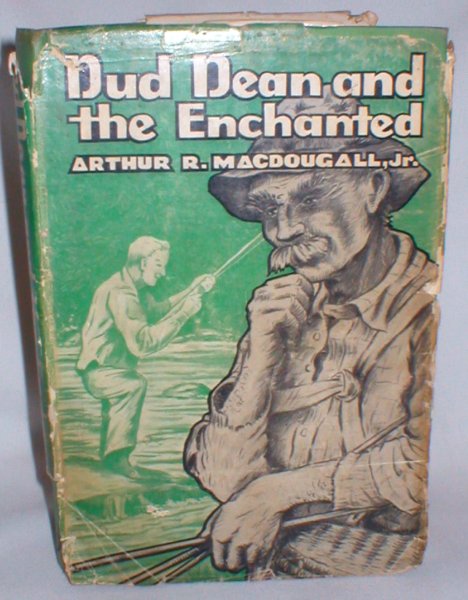 Dud Dean and
the Enchanted
ARTHUR R. MACDOUGALL, Jr.